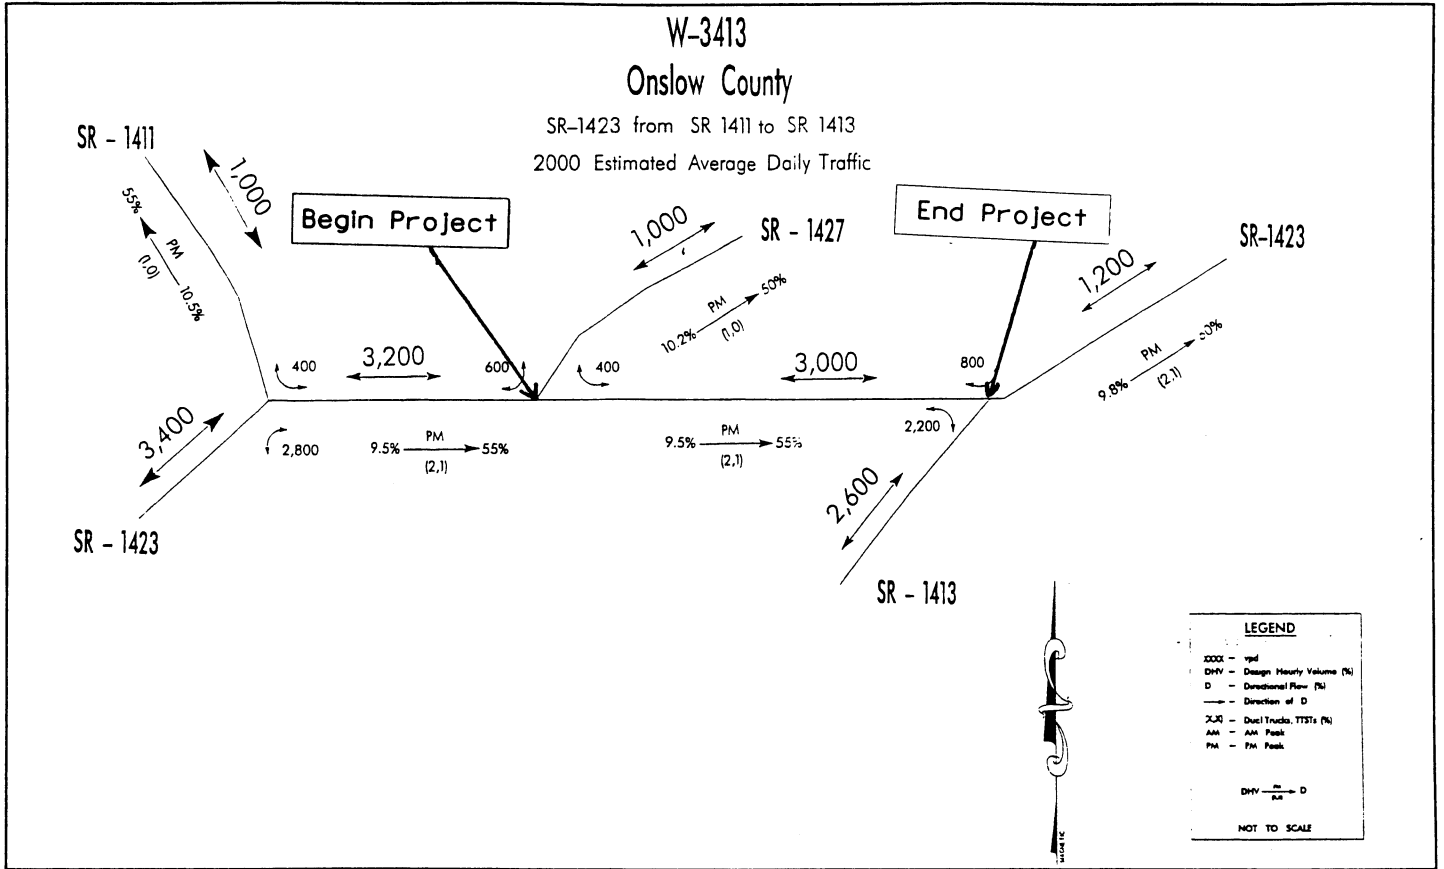 W-3413
Onslow County
SR-1423 from SR 1411 to SR 1413
2000 Estimated Average Daily Traffic
SR - 1411
1,000
55%
PM
(1,0)
10.5%
Begin Project
1,000
SR - 1427
10.2% PM 50%
(1,0)
End Project
SR-1423
1,200
9.8% PM
(2,1)
400
3,200
600
400
3,000
800
3,400
2,800
9.5% PM 55%
(2,1)
9.5% PM 55%
(2,1)
2,200
2,600
SR - 1423
SR - 1413
LEGEND
XXXX - vpd
DHV - Design Hourly Volume (%)
D - Directional Flow (%)
- Direction of D
Dual Trucks, TTSTs (%)
AM - AM Peak
PM - PM Peak
DHV PM D
NOT TO SCALE